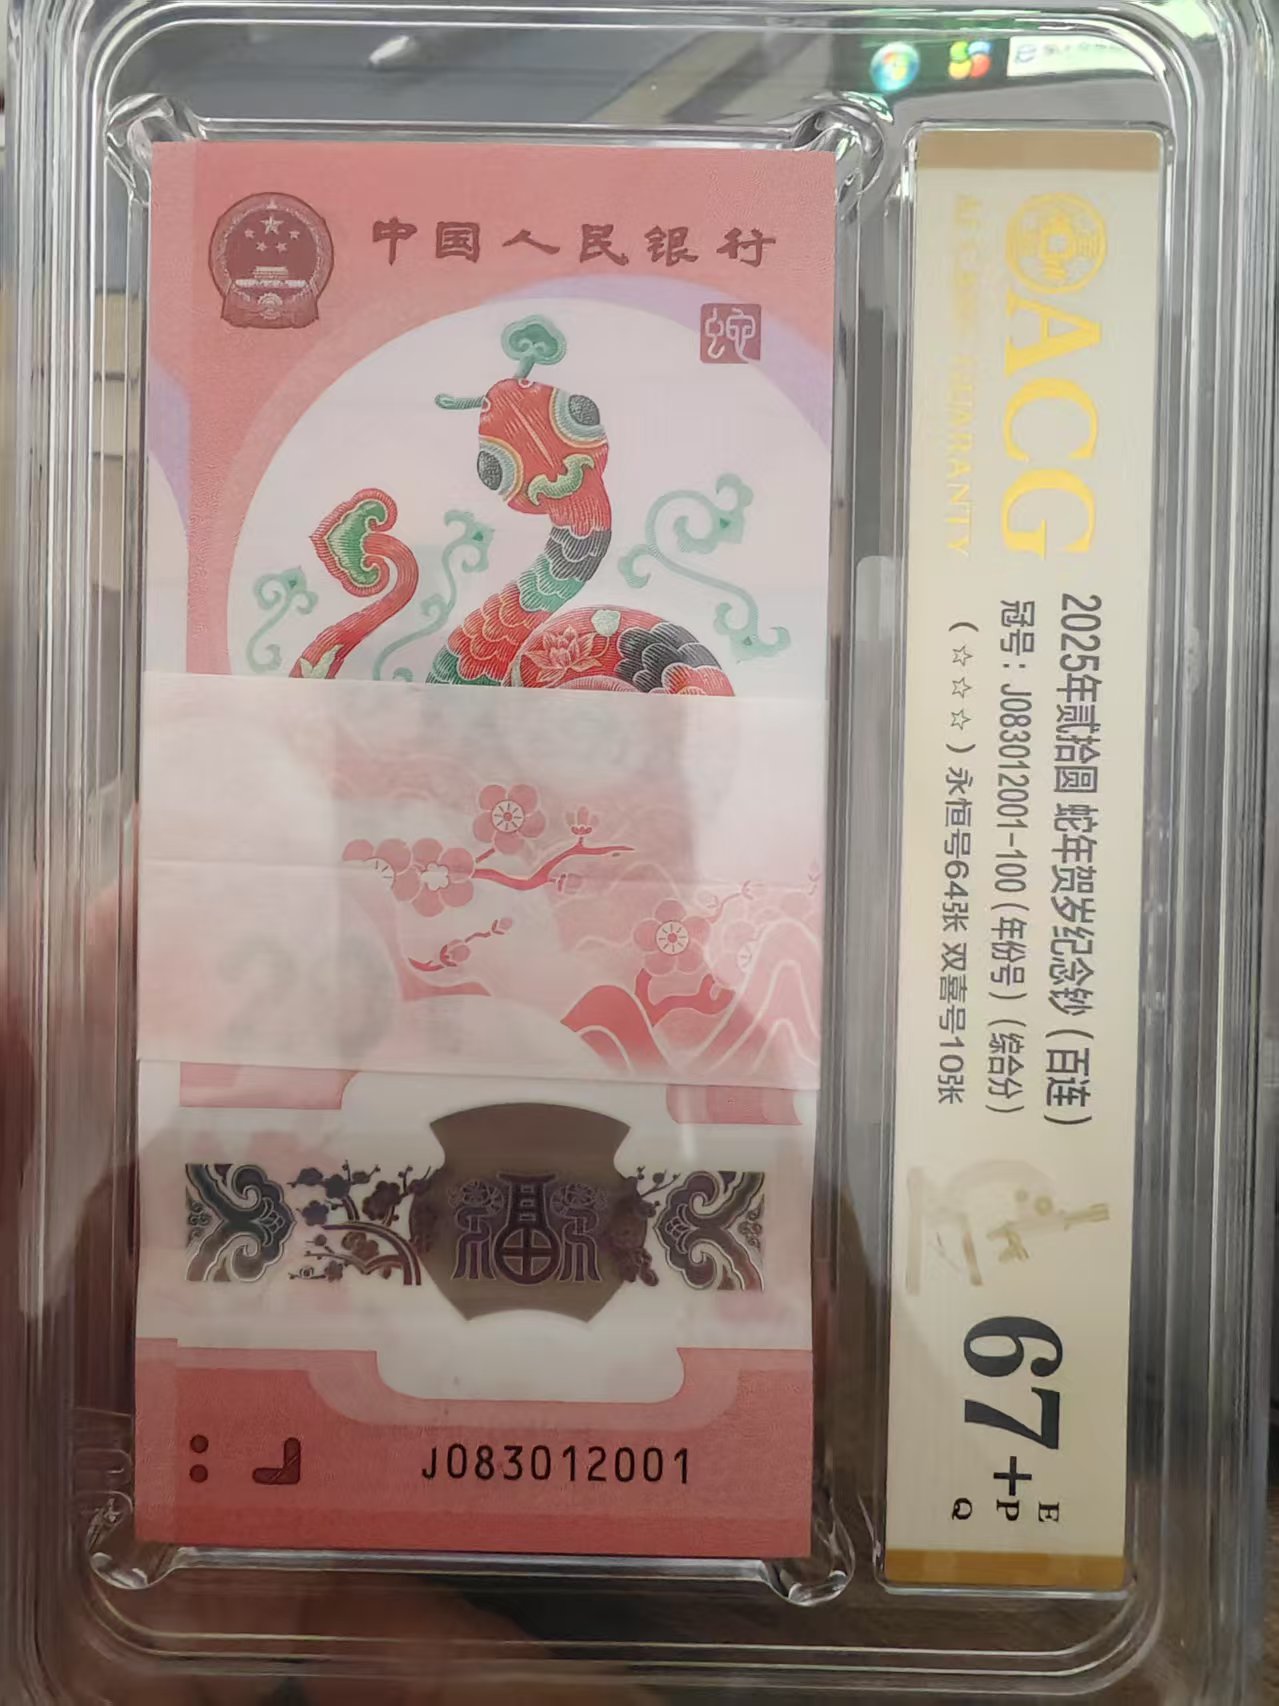 中国人民银行
蛇
福
J083012001
ACG
GUARANTY
2025年贰拾圆 蛇年贺岁纪念钞(百连)
冠号:J083012001-100(年份号)(综合分)
(☆☆☆)永恒号64张 双喜号10张
67+
E
P
Q